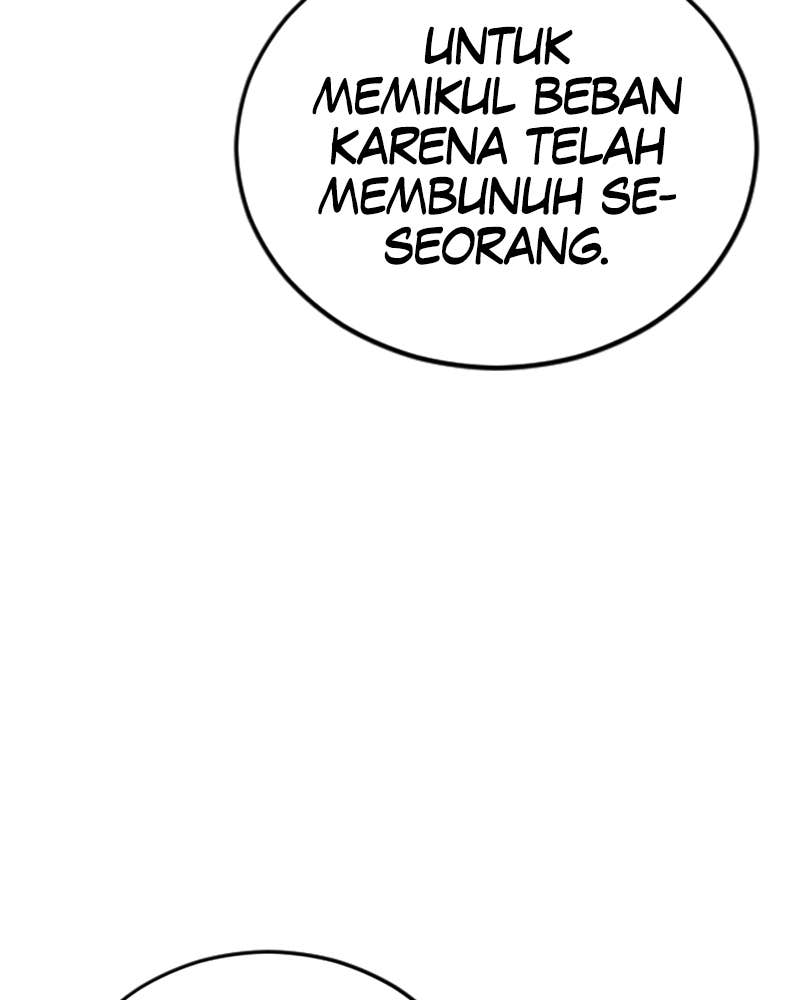 UNTUK
MEMIKUL BEBAN
KARENA TELAH
MEMBUNUH SE-
SEORANG.